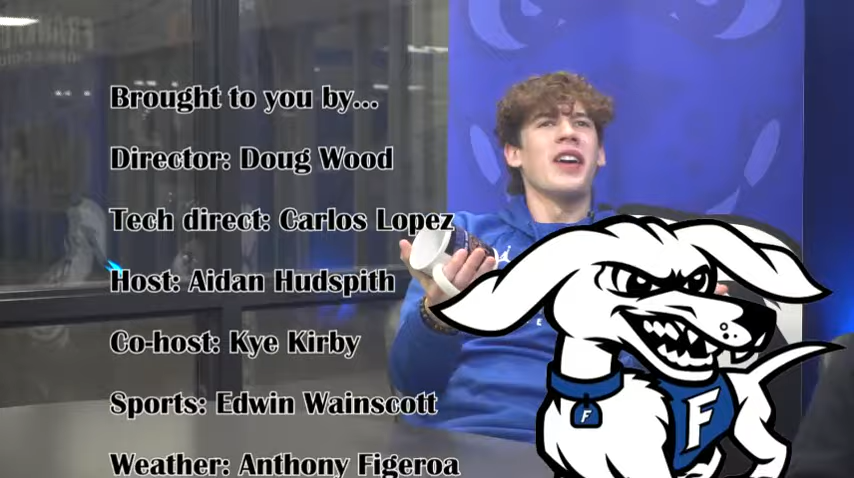 Brought to you by...
Director: Doug Wood
Tech direct: Carlos Lopez
Host: Aidan Hudspith
Co-host: Kye Kirby
Sports: Edwin Wainscott
Weather: Anthony Figeroa
F
F